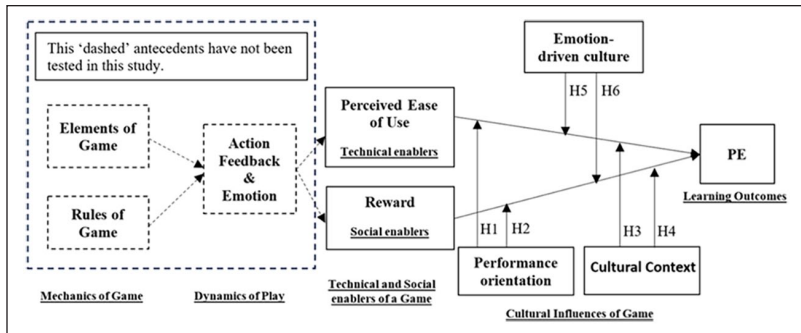 This 'dashed' antecedents have not been
tested in this study.
Elements of
Game
Rules of
Game
Action
Feedback
&
Emotion
Perceived Ease
of Use
Technical enablers
Reward
Social enablers
Emotion-
driven culture
H5
H6
PE
Learning Outcomes
H1
H2
H3
H4
Performance
orientation
Cultural Context
Mechanics of Game
Dynamics of Play
Technical and Social
enablers of a Game
Cultural Influences of Game